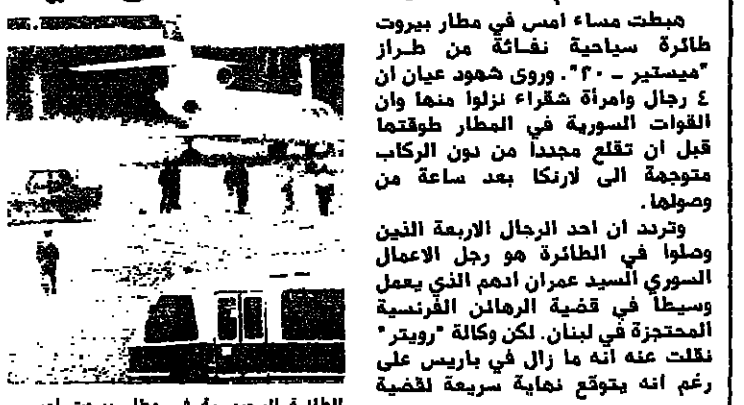 هبطت مساء امس في مطار بيروت
طائرة سياحية نفـاثة من طـراز
"ميستير - ٢٠". وروى شهود عيان ان
٤ رجال وامرأة شقراء نزلوا منها وان
القوات السورية في المطار طوقتها
قبل ان تقلع مجدداً من دون الركاب
متوجهة الى لارنكا بعد ساعة من
وصولها.
وتردد ان احد الرجال الاربعة الذين
وصلوا في الطائرة هو رجل الاعمال
السوري السيد عمران ادهم الذي يعمل
وسيطاً في قضية الرهائن الفرنسية
المحتجزة في لبنان. لكن وكالة "رويتر"
نقلت عنه انه ما زال في باريس على
رغم انه يتوقع نهاية سريعة لقضية